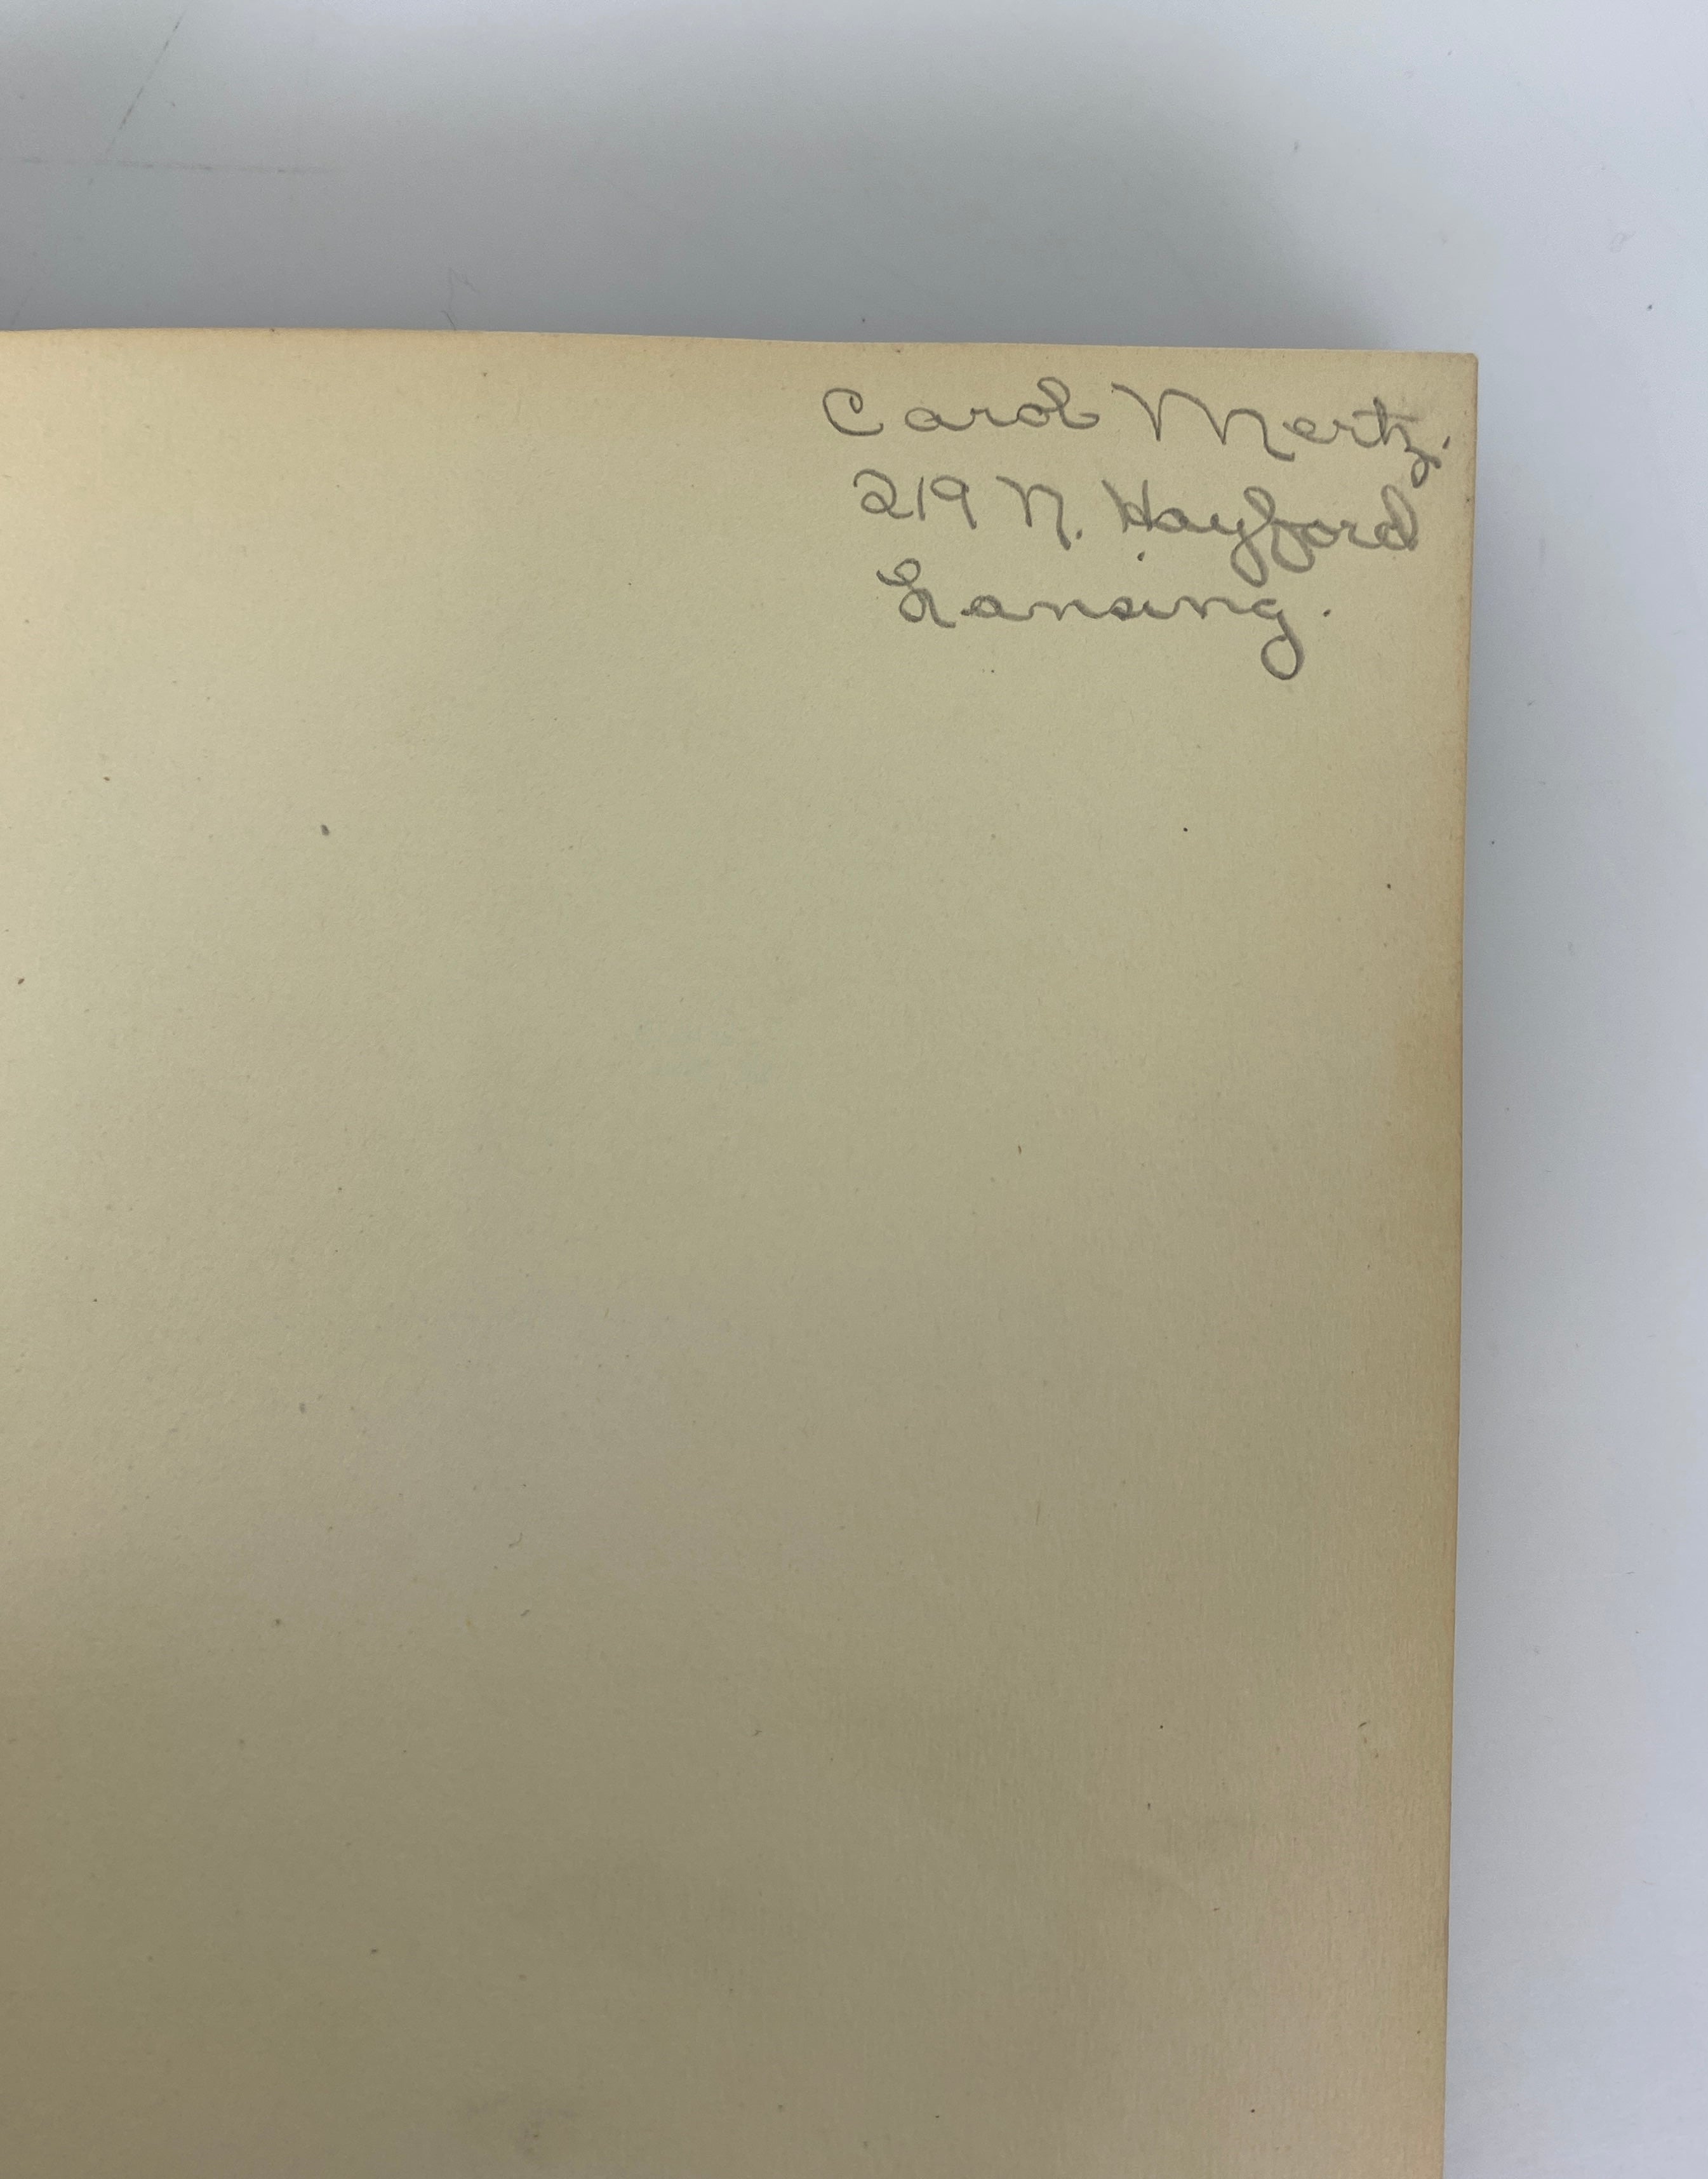 Carol Mertz.
219 N. Hayford
Lansing.